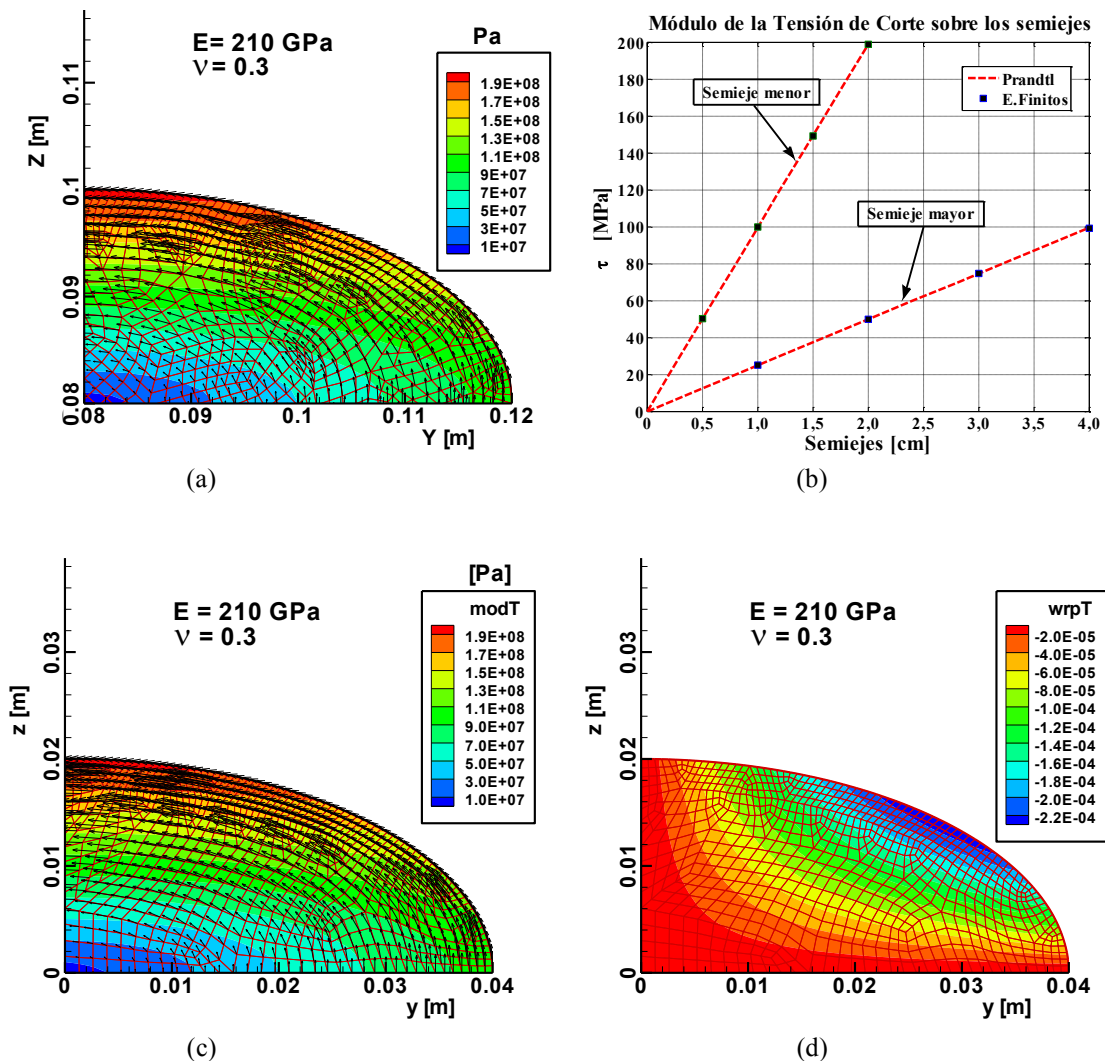 E= 210 GPa
ν = 0.3
Pa
1.9E+08
1.7E+08
1.5E+08
1.3E+08
1.1E+08
9E+07
7E+07
5E+07
3E+07
1E+07
Z [m]
0.11
0.1
0.09
0.08
0.08
0.09
0.1
0.11
0.12
Y [m]
(a)
Módulo de la Tensión de Corte sobre los semiejes
200
180
160
140
120
100
80
60
40
20
0
τ [MPa]
Prandtl
E.Finitos
Semieje menor
Semieje mayor
0
0,5
1,0
1,5
2,0
2,5
3,0
3,5
4,0
Semiejes [cm]
(b)
E = 210 GPa
ν = 0.3
[Pa]
modT
1.9E+08
1.7E+08
1.5E+08
1.3E+08
1.1E+08
9.0E+07
7.0E+07
5.0E+07
3.0E+07
1.0E+07
z [m]
0.03
0.02
0.01
0
0
0.01
0.02
0.03
0.04
y [m]
(c)
E = 210 GPa
ν = 0.3
wrpT
-2.0E-05
-4.0E-05
-6.0E-05
-8.0E-05
-1.0E-04
-1.2E-04
-1.4E-04
-1.6E-04
-1.8E-04
-2.0E-04
-2.2E-04
z [m]
0.03
0.02
0.01
0
0
0.01
0.02
0.03
0.04
y [m]
(d)